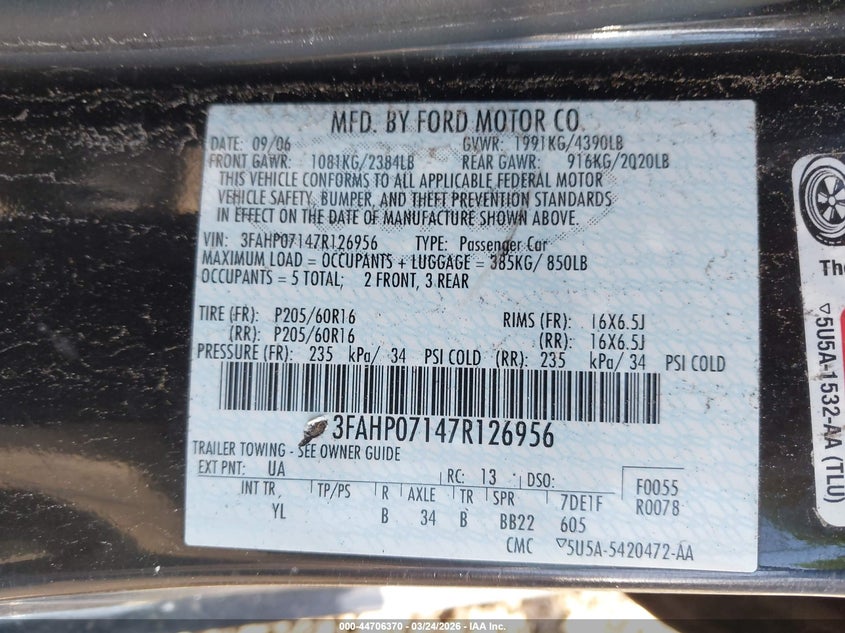 MFD. BY FORD MOTOR CO.
DATE: 09/06 GVWR: 1991KG/4390LB
FRONT GAWR: 1081KG/2384LB REAR GAWR: 916KG/2020LB
THIS VEHICLE CONFORMS TO ALL APPLICABLE FEDERAL MOTOR
VEHICLE SAFETY, BUMPER, AND THEFT PREVENTION STANDARDS
IN EFFECT ON THE DATE OF MANUFACTURE SHOWN ABOVE.
VIN: 3FAHP07147R126956 TYPE: Passenger Car
MAXIMUM LOAD = OCCUPANTS + LUGGAGE = 385KG/ 850LB
OCCUPANTS = 5 TOTAL; 2 FRONT, 3 REAR
TIRE (FR): P205/60R16 RIMS (FR): 16X6.5J
(RR): P205/60R16 (RR): 16X6.5J
PRESSURE (FR): 235 kPa/ 34 PSI COLD (RR): 235 kPa/ 34 PSI COLD
3FAHP07147R126956
TRAILER TOWING - SEE OWNER GUIDE
EXT PNT: UA RC: 13 DSO: F0055
INT TR TP/PS R AXLE TR SPR 7DE1F R0078
YL B 34 B BB22 605
CMC ▽5U5A-5420472-AA
The
▽5U5A-1532-AA (TLU)
000-44706370 - 03/24/2026 - IAA Inc.